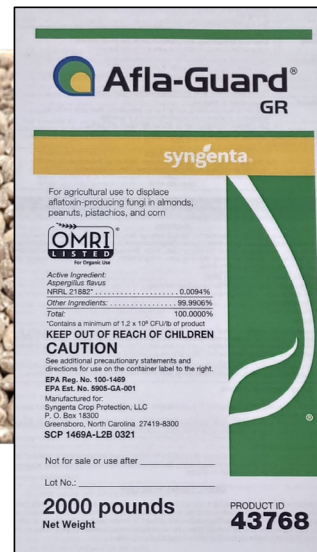 Afla-Guard®
GR
syngenta
For agricultural use to displace
aflatoxin-producing fungi in almonds,
peanuts, pistachios, and corn
OMRI®
LISTED
For Organic Use
Active Ingredient:
Aspergillus flavus
NRRL 21882* . . . . . . . . . . . . . . . . . . . . 0.0094%
Other Ingredients: . . . . . . . . . . . . . . . . 99.9906%
Total: 100.0000%
*Contains a minimum of 1.2 x 10⁸ CFU/lb of product
KEEP OUT OF REACH OF CHILDREN
CAUTION
See additional precautionary statements and
directions for use on the container label to the right.
EPA Reg. No. 100-1469
EPA Est. No. 5905-GA-001
Manufactured for:
Syngenta Crop Protection, LLC
P. O. Box 18300
Greensboro, North Carolina 27419-8300
SCP 1469A-L2B 0321
®
Not for sale or use after
Lot No.:
2000 pounds
Net Weight
PRODUCT ID
43768